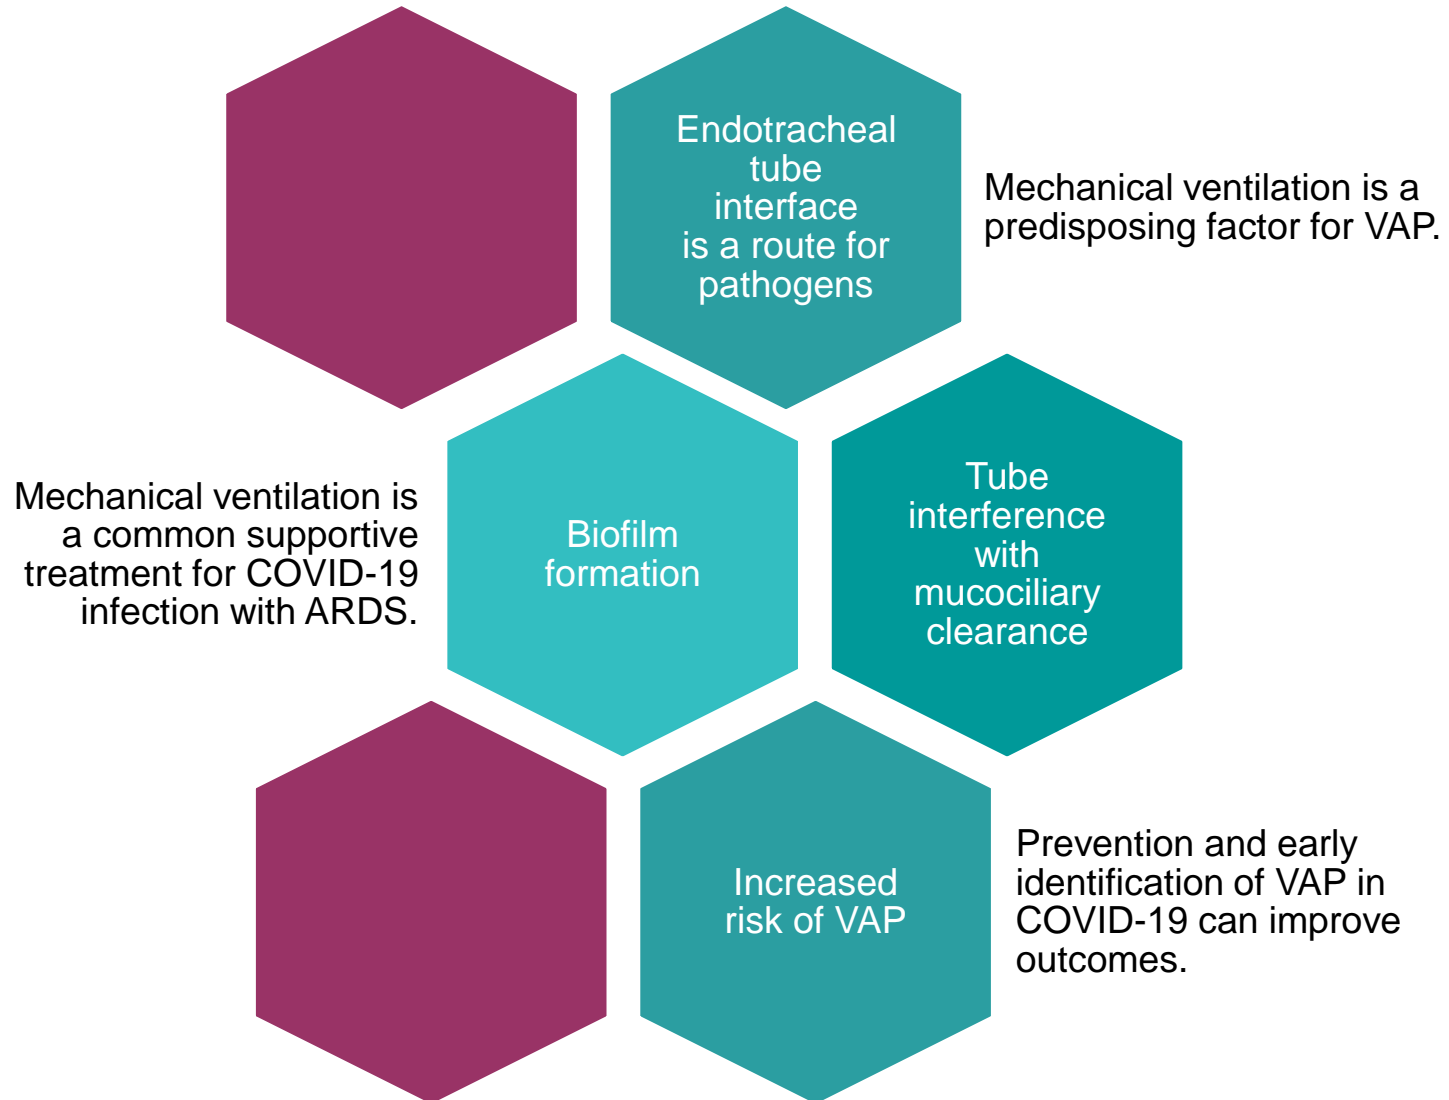 Endotracheal
tube
interface
is a route for
pathogens
Mechanical ventilation is a
predisposing factor for VAP.
Mechanical ventilation is
a common supportive
treatment for COVID-19
infection with ARDS.
Biofilm
formation
Tube
interference
with
mucociliary
clearance
Increased
risk of VAP
Prevention and early
identification of VAP in
COVID-19 can improve
outcomes.